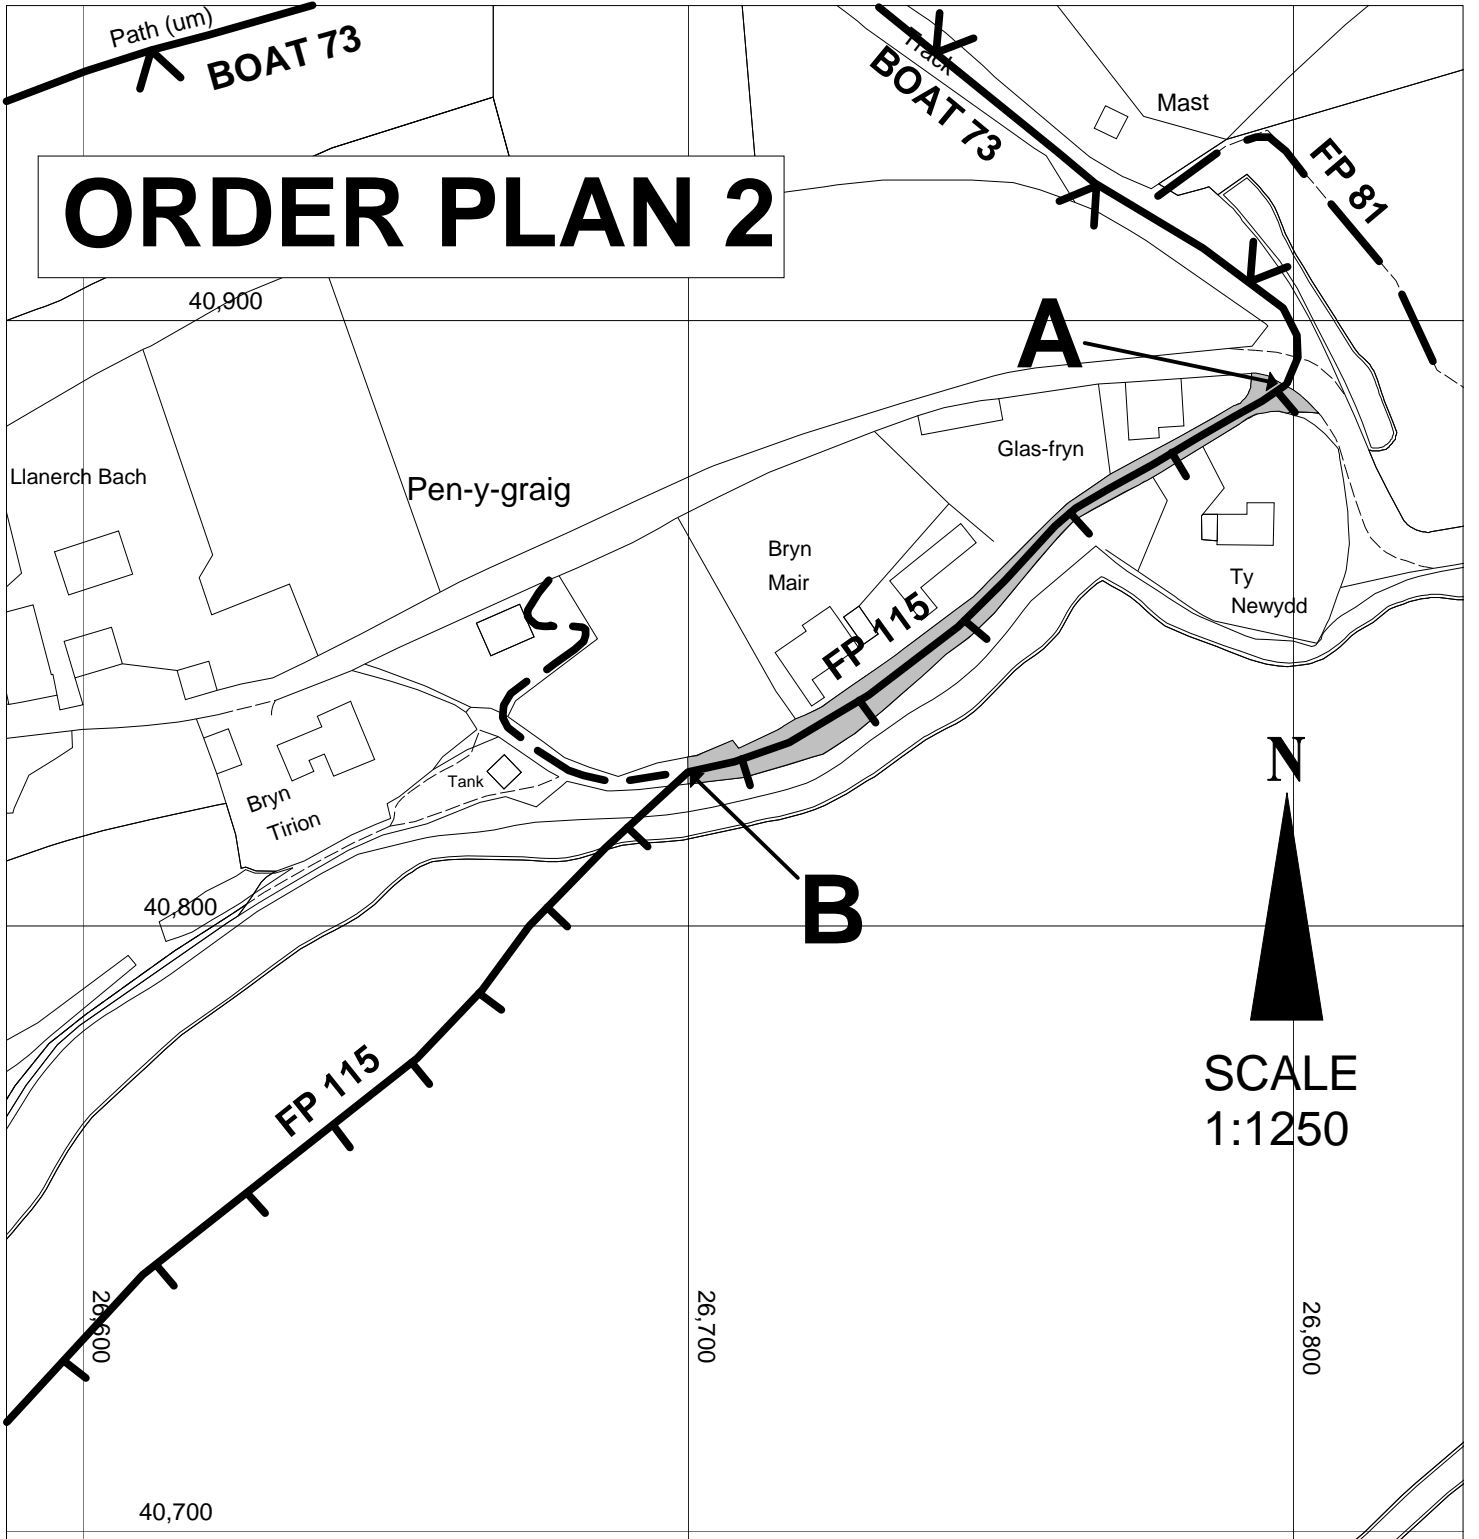 Path (um)
BOAT 73
Track
BOAT 73
Mast
FP 81
ORDER PLAN 2
40,900
A
Llanerch Bach
Pen-y-graig
Glas-fryn
Bryn
Mair
Ty
Newydd
FP 115
N
Tank
Bryn
Tirion
40,800
B
SCALE
1:1250
FP 115
26,600
26,700
26,800
40,700